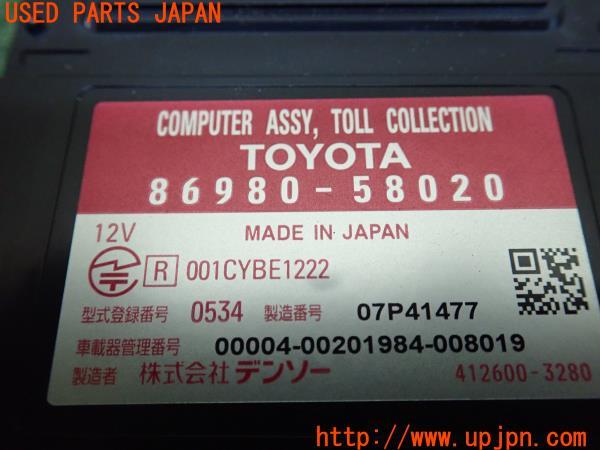 USED PARTS JAPAN
COMPUTER ASSY, TOLL COLLECTION
TOYOTA
86980-58020
12V MADE IN JAPAN
R 001CYBE1222
型式登録番号 0534 製造番号 07P41477
車載器管理番号 00004-00201984-008019
製造者 株式会社デンソー 412600-3280
http://www.upjpn.com/